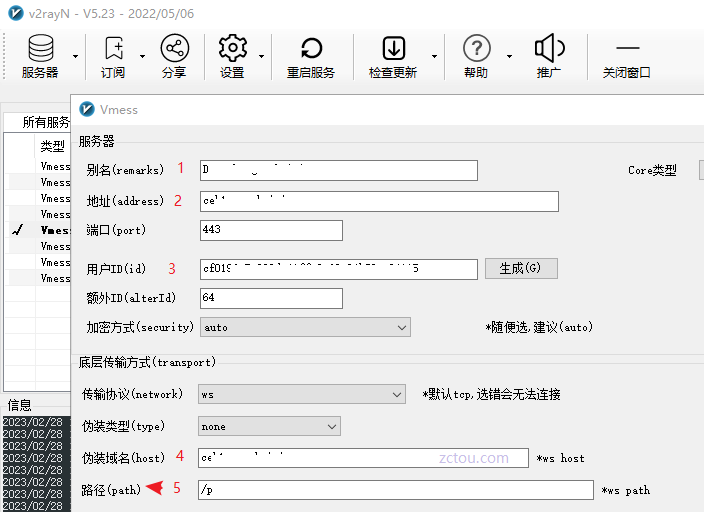 v2rayN - V5.23 - 2022/05/06
服务器 订阅 分享 设置 重启服务 检查更新 帮助 推广 关闭窗口
Vmess
所有服务
类型
Vmess
Vmess
Vmess
Vmess
Vmess
Vmess
Vmess
Vmess
服务器
别名(remarks) 1 Core类型
地址(address) 2
端口(port) 443
用户ID(id) 3 生成(G)
额外ID(alterId) 64
加密方式(security) auto *随便选,建议(auto)
底层传输方式(transport)
传输协议(network) ws *默认tcp,选错会无法连接
伪装类型(type) none
伪装域名(host) 4 zctou.com *ws host
路径(path) 5 /p *ws path
信息
2023/02/28
2023/02/28
2023/02/28
2023/02/28
2023/02/28
2023/02/28
2023/02/28
2023/02/28